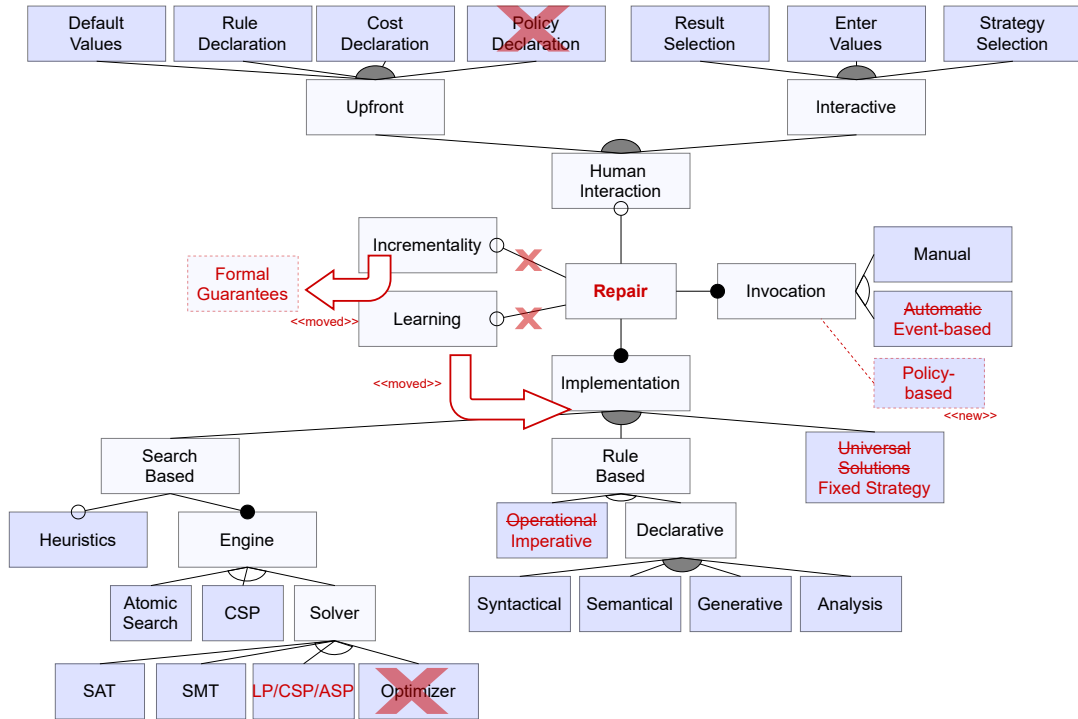 Default
Values
Rule
Declaration
Cost
Declaration
Policy
Declaration
Result
Selection
Enter
Values
Strategy
Selection
Upfront
Interactive
Human
Interaction
Incrementality
Formal
Guarantees
<<moved>>
Learning
Repair
Invocation
Manual
Automatic
Event-based
Policy-
based
<<new>>
<<moved>>
Implementation
Search
Based
Rule
Based
Universal
Solutions
Fixed Strategy
Heuristics
Engine
Operational
Imperative
Declarative
Atomic
Search
CSP
Solver
Syntactical
Semantical
Generative
Analysis
SAT
SMT
LP/CSP/ASP
Optimizer